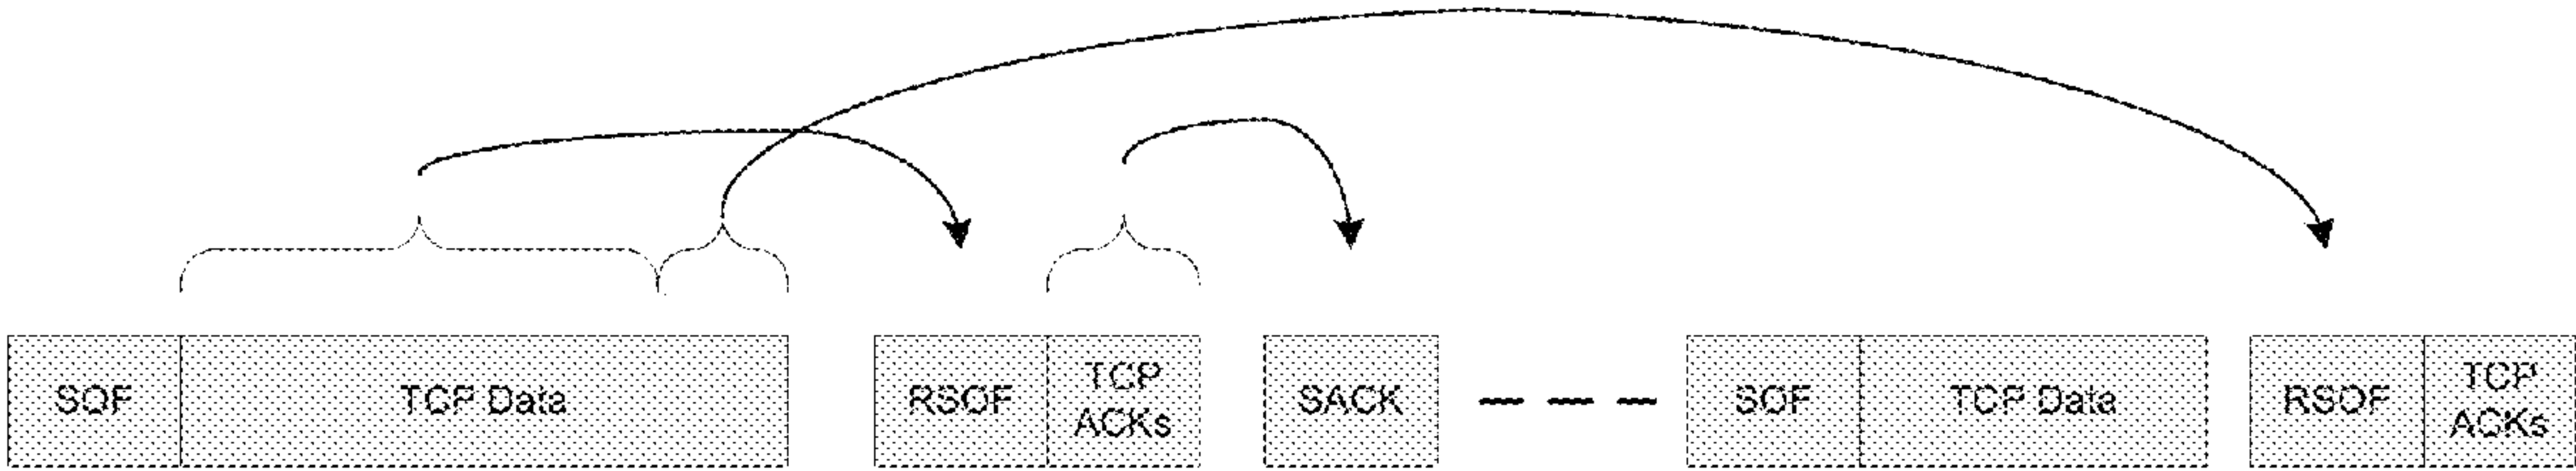 SOF
TCP Data
RSOF
TCP
ACKs
SACK
SOF
TCP Data
RSOF
TCP
ACKs